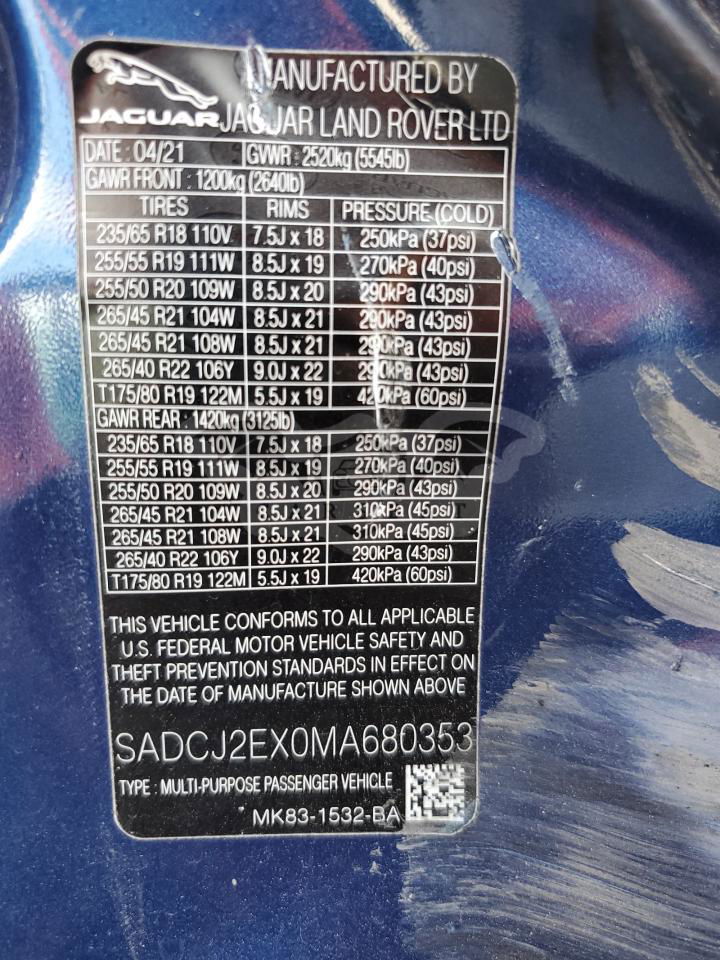 MANUFACTURED BY
JAGUAR JAGUAR LAND ROVER LTD
DATE : 04/21 GVWR : 2520kg (5545lb)
GAWR FRONT : 1200kg (2640lb)
TIRES RIMS PRESSURE (COLD)
235/65 R18 110V 7.5J x 18 250kPa (37psi)
255/55 R19 111W 8.5J x 19 270kPa (40psi)
255/50 R20 109W 8.5J x 20 290kPa (43psi)
265/45 R21 104W 8.5J x 21 290kPa (43psi)
265/45 R21 108W 8.5J x 21 290kPa (43psi)
265/40 R22 106Y 9.0J x 22 290kPa (43psi)
T175/80 R19 122M 5.5J x 19 420kPa (60psi)
GAWR REAR : 1420kg (3125lb)
235/65 R18 110V 7.5J x 18 250kPa (37psi)
255/55 R19 111W 8.5J x 19 270kPa (40psi)
255/50 R20 109W 8.5J x 20 290kPa (43psi)
265/45 R21 104W 8.5J x 21 310kPa (45psi)
265/45 R21 108W 8.5J x 21 310kPa (45psi)
265/40 R22 106Y 9.0J x 22 290kPa (43psi)
T175/80 R19 122M 5.5J x 19 420kPa (60psi)
THIS VEHICLE CONFORMS TO ALL APPLICABLE
U.S. FEDERAL MOTOR VEHICLE SAFETY AND
THEFT PREVENTION STANDARDS IN EFFECT ON
THE DATE OF MANUFACTURE SHOWN ABOVE
SADCJ2EX0MA680353
TYPE : MULTI-PURPOSE PASSENGER VEHICLE
MK83-1532-BA